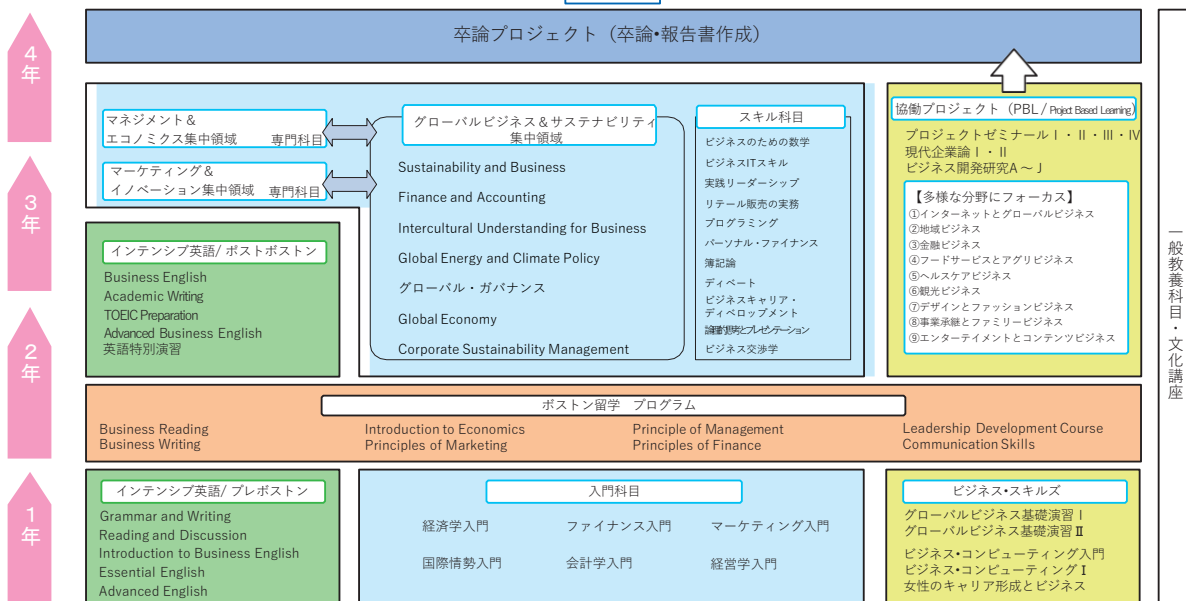 4年
卒論プロジェクト（卒論•報告書作成）
3年
マネジメント＆
エコノミクス集中領域　専門科目
マーケティング＆
イノベーション集中領域　専門科目
グローバルビジネス＆サステナビリティ
集中領域
Sustainability and Business
Finance and Accounting
Intercultural Understanding for Business
Global Energy and Climate Policy
グローバル・ガバナンス
Global Economy
Corporate Sustainability Management
スキル科目
ビジネスのための数学
ビジネスITスキル
実践リーダーシップ
リテール販売の実務
プログラミング
パーソナル・ファイナンス
簿記論
ディベート
ビジネスキャリア・
ディベロップメント
論理的思考とプレゼンテーション
ビジネス交渉学
協働プロジェクト（PBL / Project Based Learning）
プロジェクトゼミナールⅠ・Ⅱ・Ⅲ・Ⅳ
現代企業論Ⅰ・Ⅱ
ビジネス開発研究A～J
【多様な分野にフォーカス】
①インターネットとグローバルビジネス
②地域ビジネス
③金融ビジネス
④フードサービスとアグリビジネス
⑤ヘルスケアビジネス
⑥観光ビジネス
⑦デザインとファッションビジネス
⑧事業承継とファミリービジネス
⑨エンターテイメントとコンテンツビジネス
インテンシブ英語/ ポストボストン
Business English
Academic Writing
TOEIC Preparation
Advanced Business English
英語特別演習
2年
ボストン留学　プログラム
Business Reading
Business Writing
Introduction to Economics
Principles of Marketing
Principle of Management
Principles of Finance
Leadership Development Course
Communication Skills
1年
インテンシブ英語/ プレボストン
Grammar and Writing
Reading and Discussion
Introduction to Business English
Essential English
Advanced English
入門科目
経済学入門　ファイナンス入門　マーケティング入門
国際情勢入門　会計学入門　経営学入門
ビジネス•スキルズ
グローバルビジネス基礎演習Ⅰ
グローバルビジネス基礎演習Ⅱ
ビジネス•コンピューティング入門
ビジネス•コンピューティングⅠ
女性のキャリア形成とビジネス
一般教養科目・文化講座